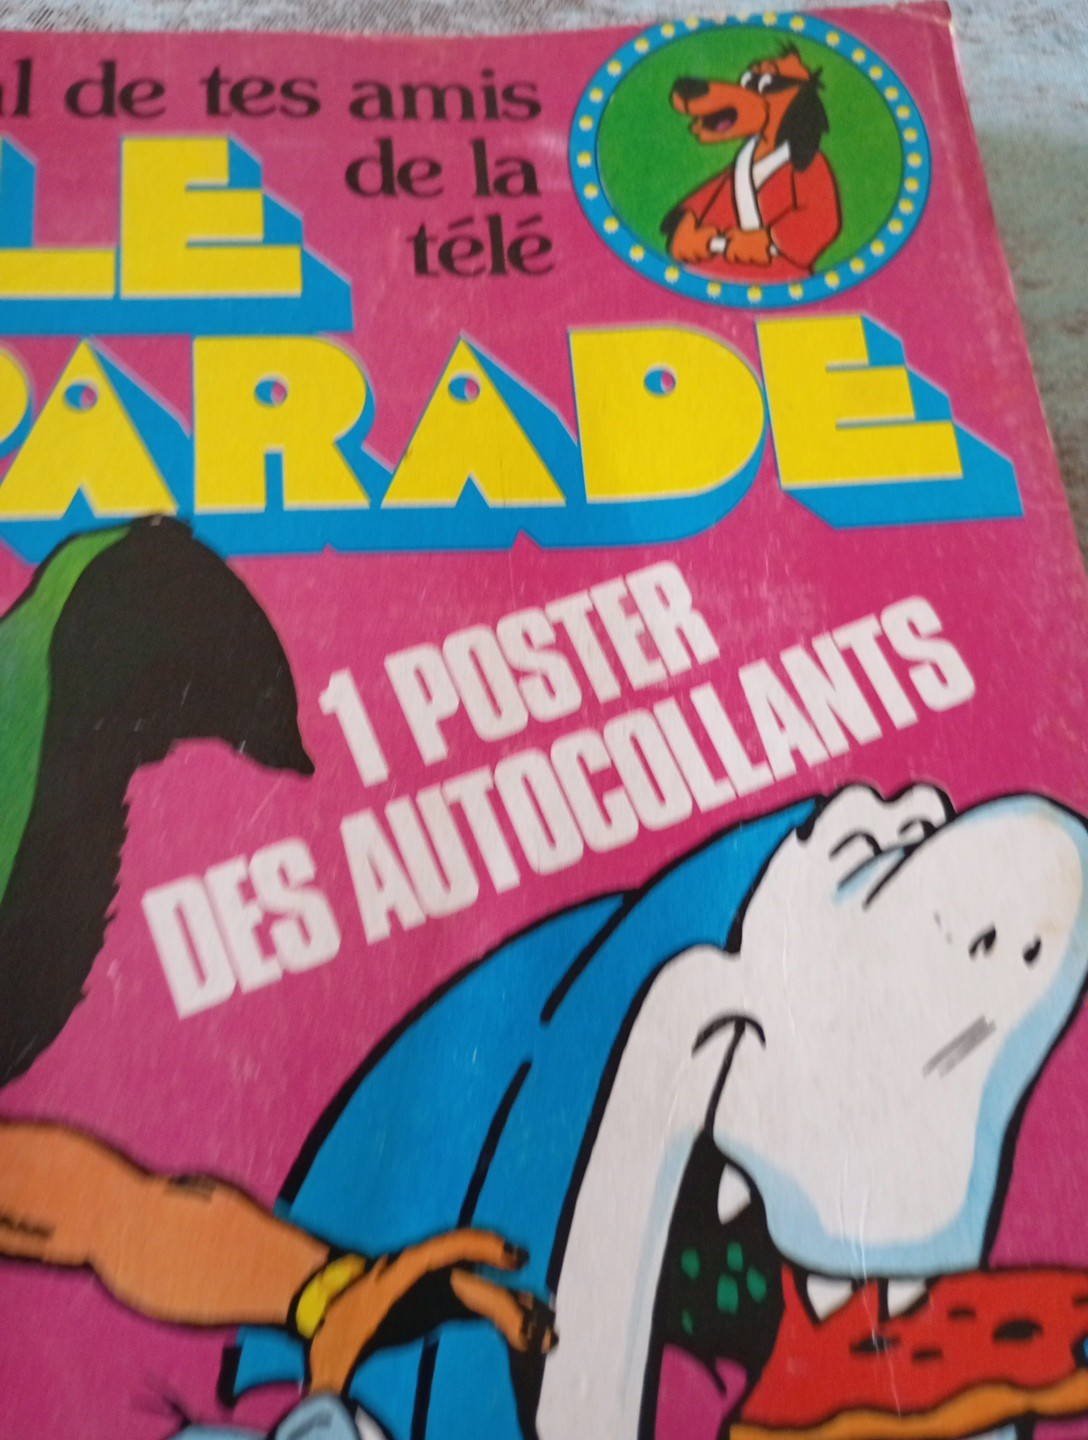 al de tes amis
de la
télé
LE
PARADE
1 POSTER
DES AUTOCOLLANTS